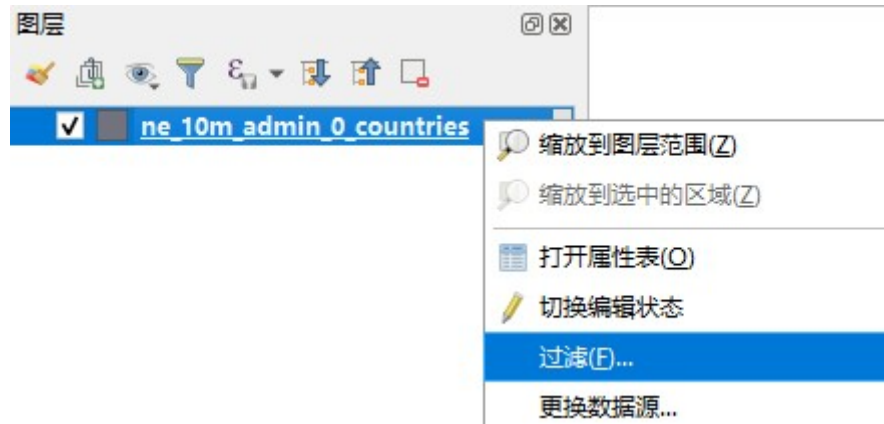 图层
ne_10m_admin_0_countries
缩放到图层范围(Z)
缩放到选中的区域(Z)
打开属性表(O)
切换编辑状态
过滤(F)...
更换数据源...